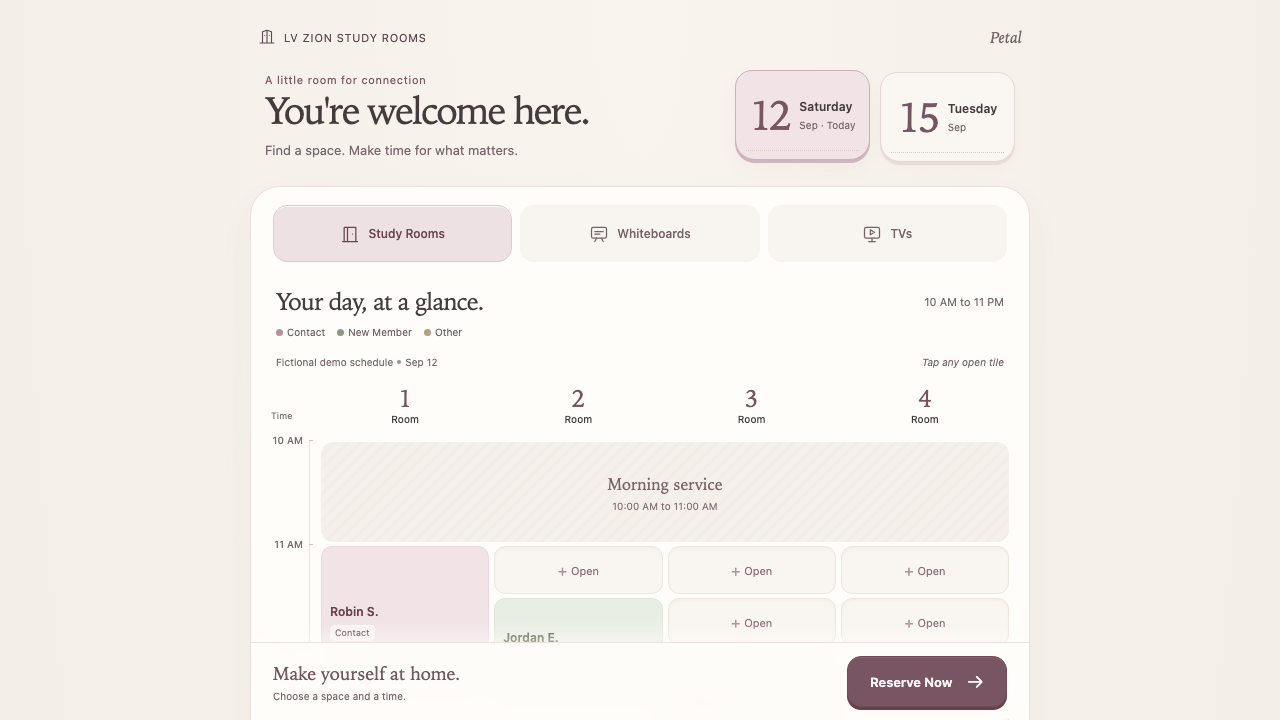 LV ZION STUDY ROOMS
Petal
A little room for connection
You're welcome here.
Find a space. Make time for what matters.
12 Saturday
Sep · Today
15 Tuesday
Sep
Study Rooms
Whiteboards
TVs
Your day, at a glance.
10 AM to 11 PM
Contact New Member Other
Fictional demo schedule • Sep 12
Tap any open tile
Time
1
Room
2
Room
3
Room
4
Room
10 AM
Morning service
10:00 AM to 11:00 AM
11 AM
+ Open
+ Open
+ Open
Robin S.
Contact
Jordan E.
+ Open
+ Open
Make yourself at home.
Choose a space and a time.
Reserve Now →